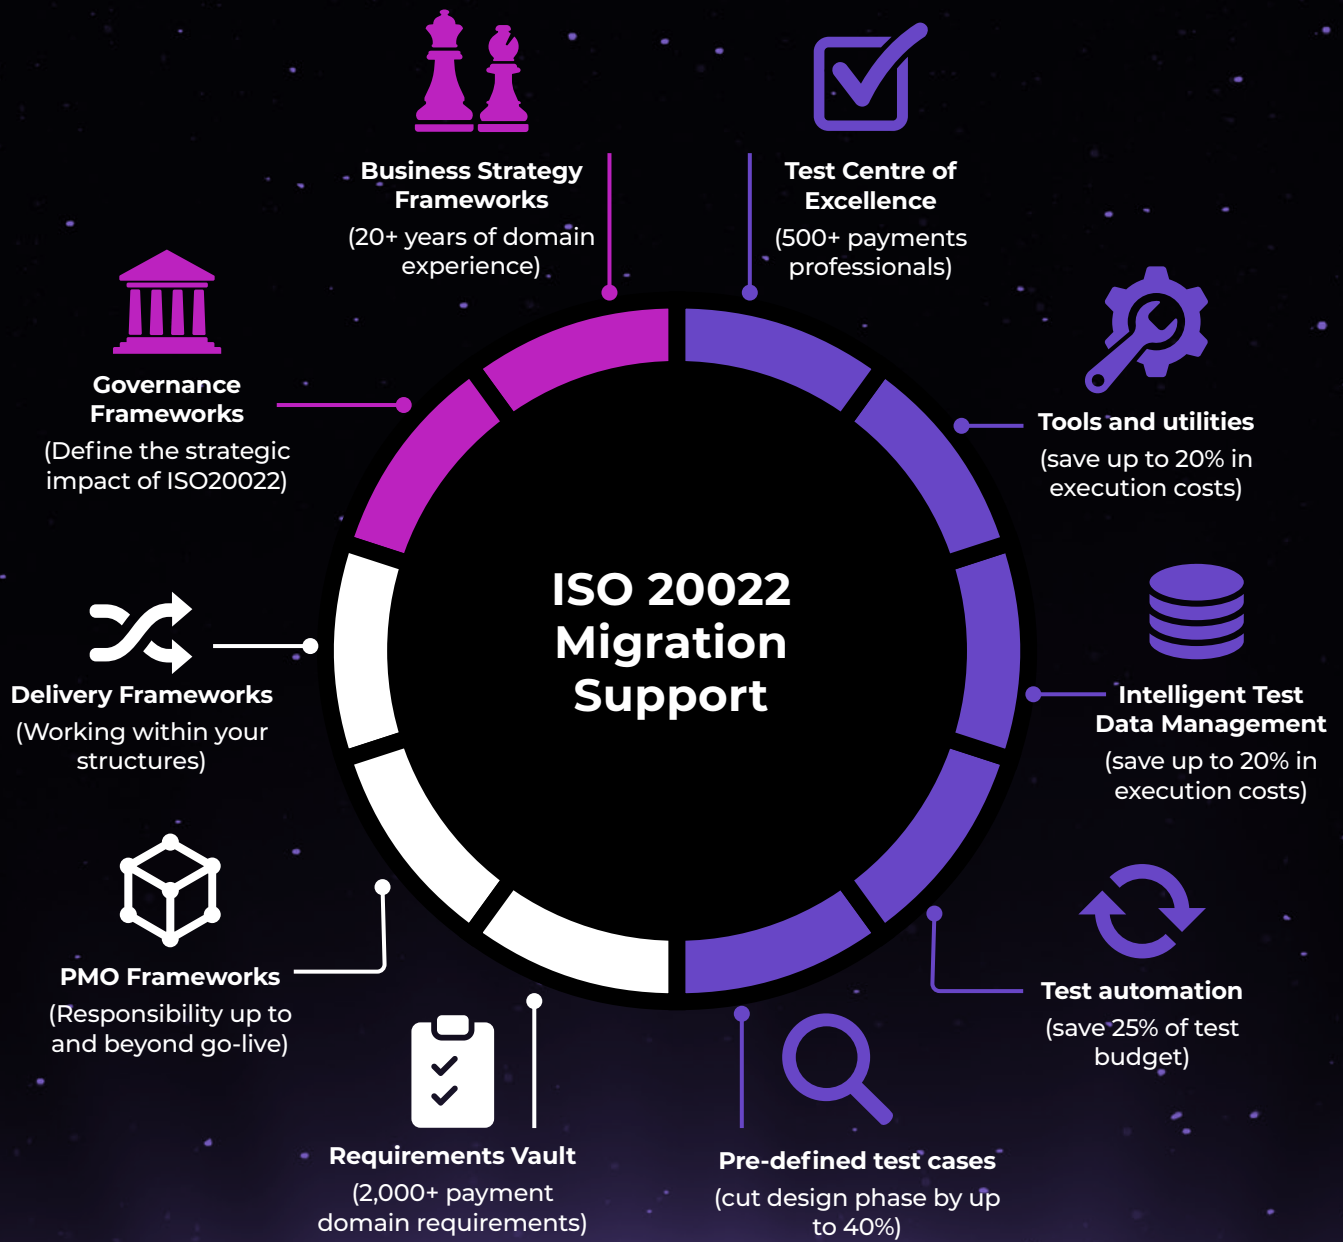 Business Strategy
Frameworks
(20+ years of domain
experience)
Test Centre of
Excellence
(500+ payments
professionals)
Governance
Frameworks
(Define the strategic
impact of ISO20022)
Tools and utilities
(save up to 20% in
execution costs)
ISO 20022
Migration
Support
Delivery Frameworks
(Working within your
structures)
Intelligent Test
Data Management
(save up to 20% in
execution costs)
PMO Frameworks
(Responsibility up to
and beyond go-live)
Test automation
(save 25% of test
budget)
Requirements Vault
(2,000+ payment
domain requirements)
Pre-defined test cases
(cut design phase by up
to 40%)